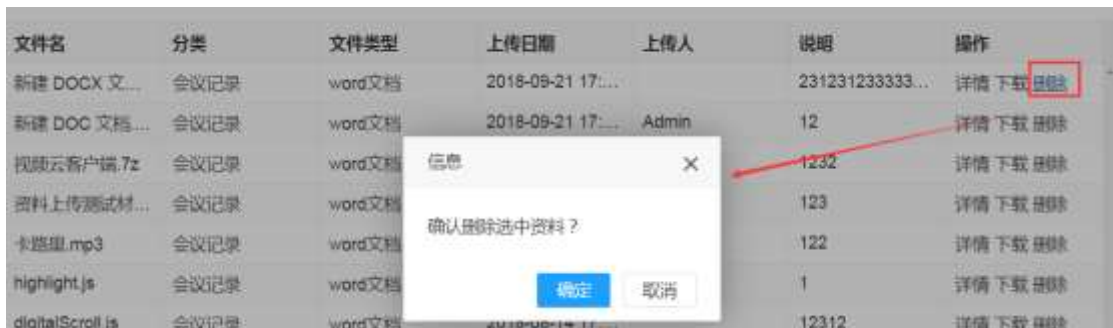 文件名 分类 文件类型 上传日期 上传人 说明 操作
新建 DOCX 文... 会议记录 word文档 2018-09-21 17:... 231231233333... 详情 下载 删除
新建 DOC 文档.... 会议记录 word文档 2018-09-21 17:... Admin 12 详情 下载 删除
视频云客户端.7z 会议记录 word文档 1232 详情 下载 删除
信息
资料上传测试材... 会议记录 word文档 123 详情 下载 删除
确认删除选中资料？
卡路里.mp3 会议记录 word文档 122 详情 下载 删除
highlight.js 会议记录 word文档 1 详情 下载 删除
确定 取消
digitalScroll.js 会议记录 word文档 12312 详情 下载 删除